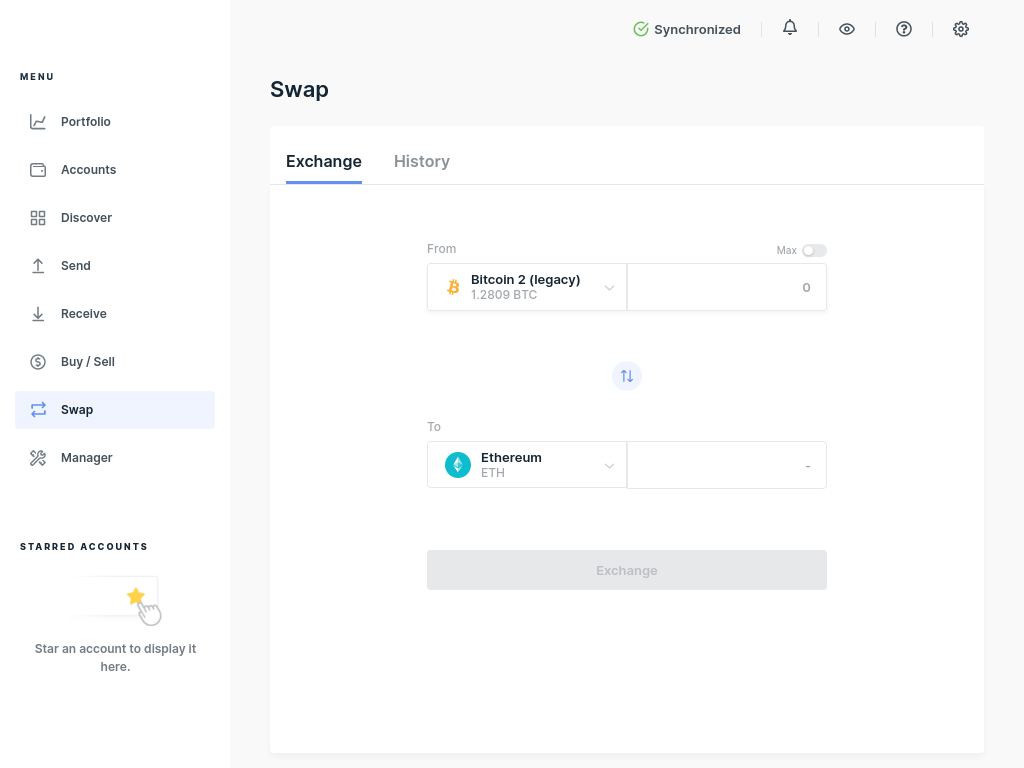 Synchronized
MENU
Portfolio
Accounts
Discover
Send
Receive
Buy / Sell
Swap
Manager
STARRED ACCOUNTS
Star an account to display it
here.
Swap
Exchange
History
From
Max
Bitcoin 2 (legacy)
1.2809 BTC
0
To
Ethereum
ETH
-
Exchange